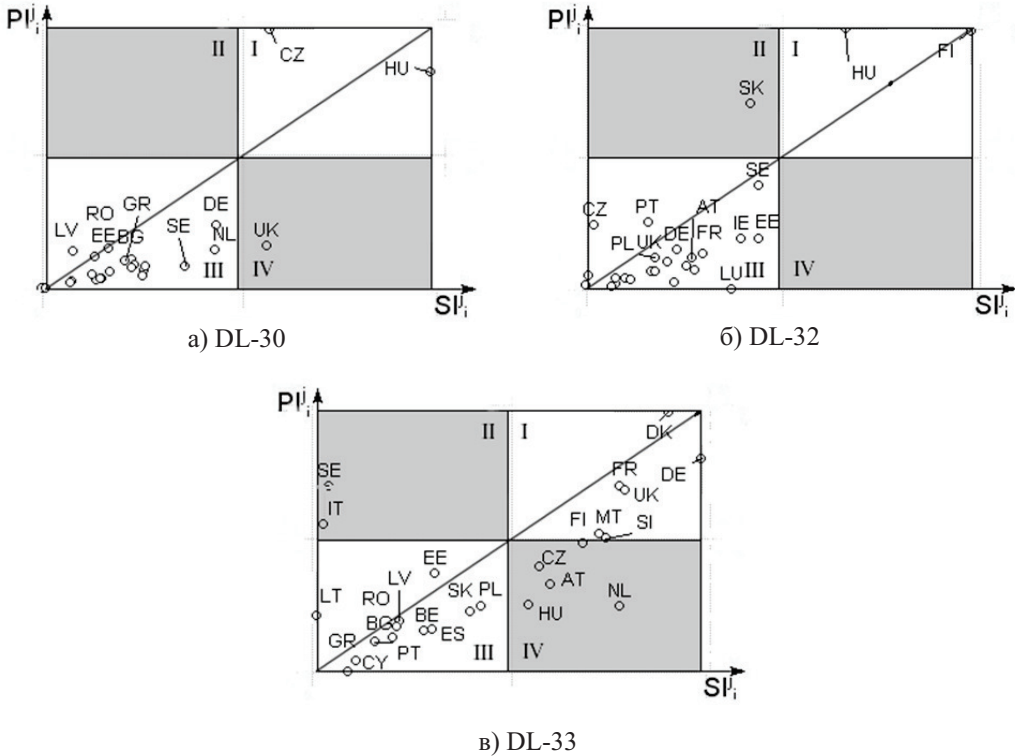 PIʲᵢ
II I
CZ
HU
GR
RO
LV
DE
EE BG
SE
NL
UK
III IV
SIʲᵢ
а) DL-30
PIʲᵢ
II I
FI
HU
SK
SE
CZ
PT
AT
IE EE
PL UK DE FR
LU III IV
SIʲᵢ
б) DL-32
PIʲᵢ
II I
DK
SE
FR
DE
UK
IT
FI MT SI
EE
CZ
LV
AT
LT
RO
SK PL
NL
BG
BE
HU
GR
ES
PT
CY
III IV
SIʲᵢ
в) DL-33